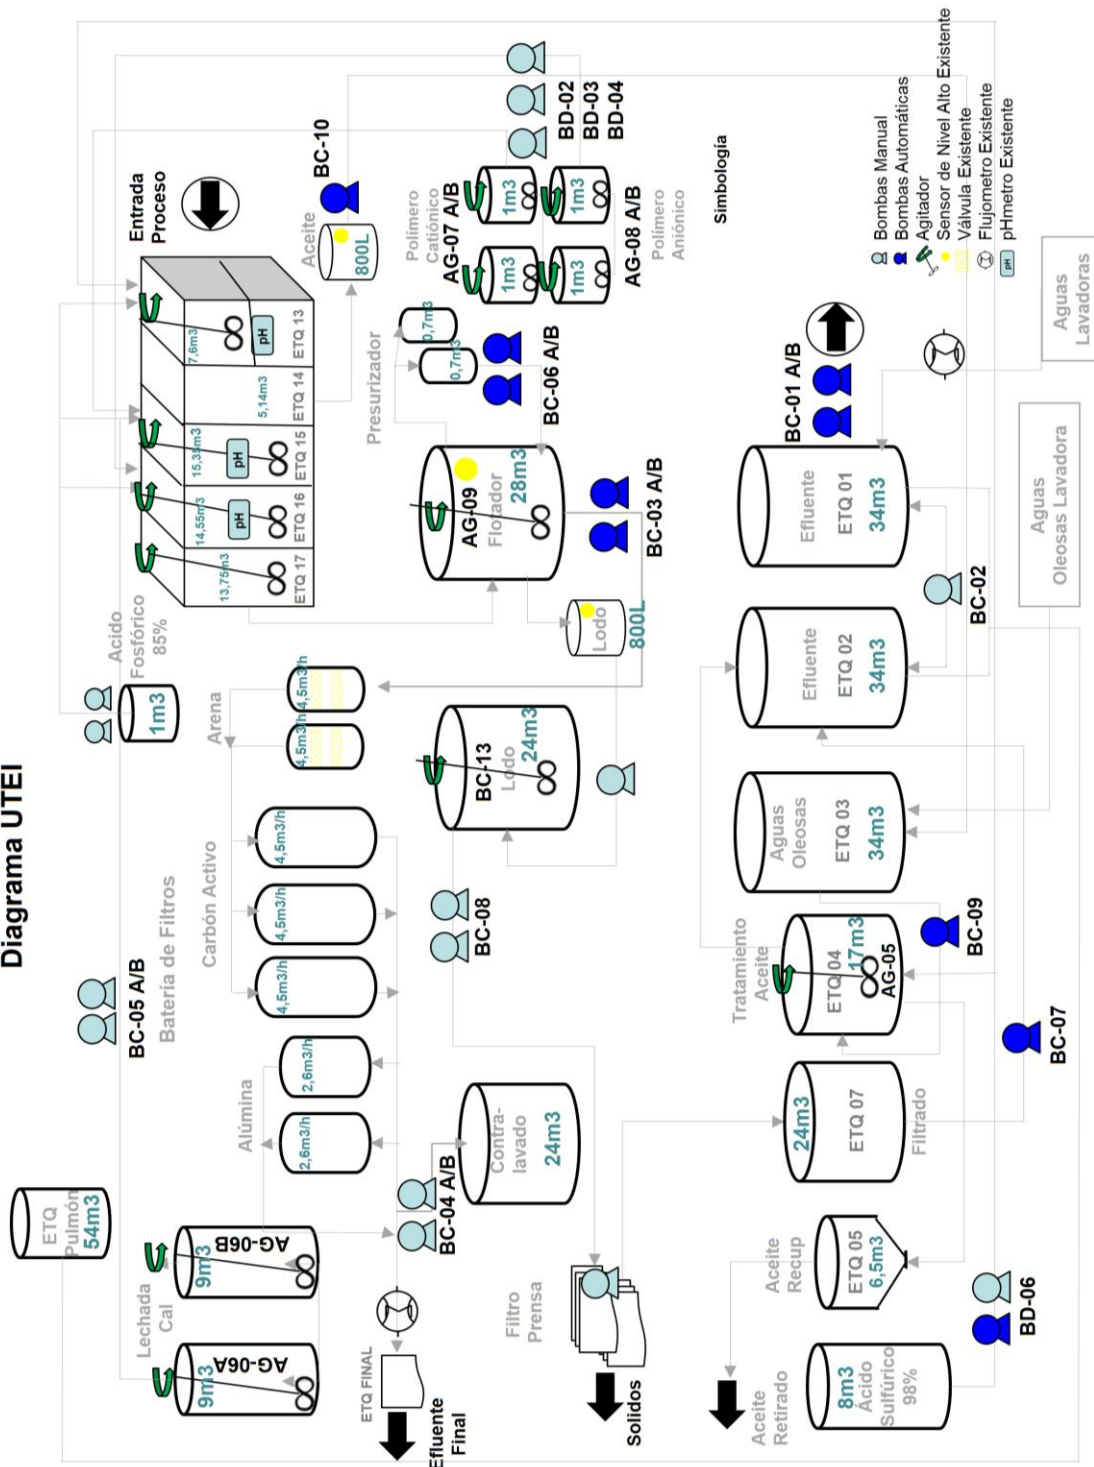 Diagrama UTEI
ETQ
Pulmón
54m3
Lechada
Cal
9m3
AG-06A
9m3
AG-06B
BC-05 A/B
Batería de Filtros
Acido
Fosfórico
85%
1m3
Entrada
Proceso
13,75m3
ETQ 17
14,55m3
pH
ETQ 16
15,35m3
pH
ETQ 15
5,14m3
ETQ 14
7,6m3
pH
ETQ 13
Aceite
800L
BC-10
Alúmina
2,6m3/h
2,6m3/h
Carbón Activo
4,5m3/h
4,5m3/h
4,5m3/h
Arena
4,5m3/h
4,5m3/h
ETQ FINAL
Efluente
Final
BC-04 A/B
Contra-
lavado
24m3
BC-08
BC-13
Lodo
24m3
Lodo
800L
AG-09
Flotador
28m3
BC-03 A/B
Presurizador
0,7m3
0,7m3
BC-06 A/B
Polímero
Catiónico
AG-07 A/B
1m3
1m3
1m3
1m3
AG-08 A/B
Polímero
Aniónico
BD-02
BD-03
BD-04
Filtro
Prensa
Solidos
Aceite
Retirado
8m3
Ácido
Sulfúrico
98%
Aceite
Recup
ETQ 05
6,5m3
BD-06
24m3
ETQ 07
Filtrado
BC-07
Tratamiento
Aceite
ETQ 04
17m3
AG-05
BC-09
Aguas
Oleosas
ETQ 03
34m3
Efluente
ETQ 02
34m3
BC-02
Efluente
ETQ 01
34m3
BC-01 A/B
Aguas
Oleosas Lavadora
Aguas
Lavadoras
Simbología
Bombas Manual
Bombas Automáticas
Agitador
Sensor de Nivel Alto Existente
Válvula Existente
Flujometro Existente
pH
pHmetro Existente